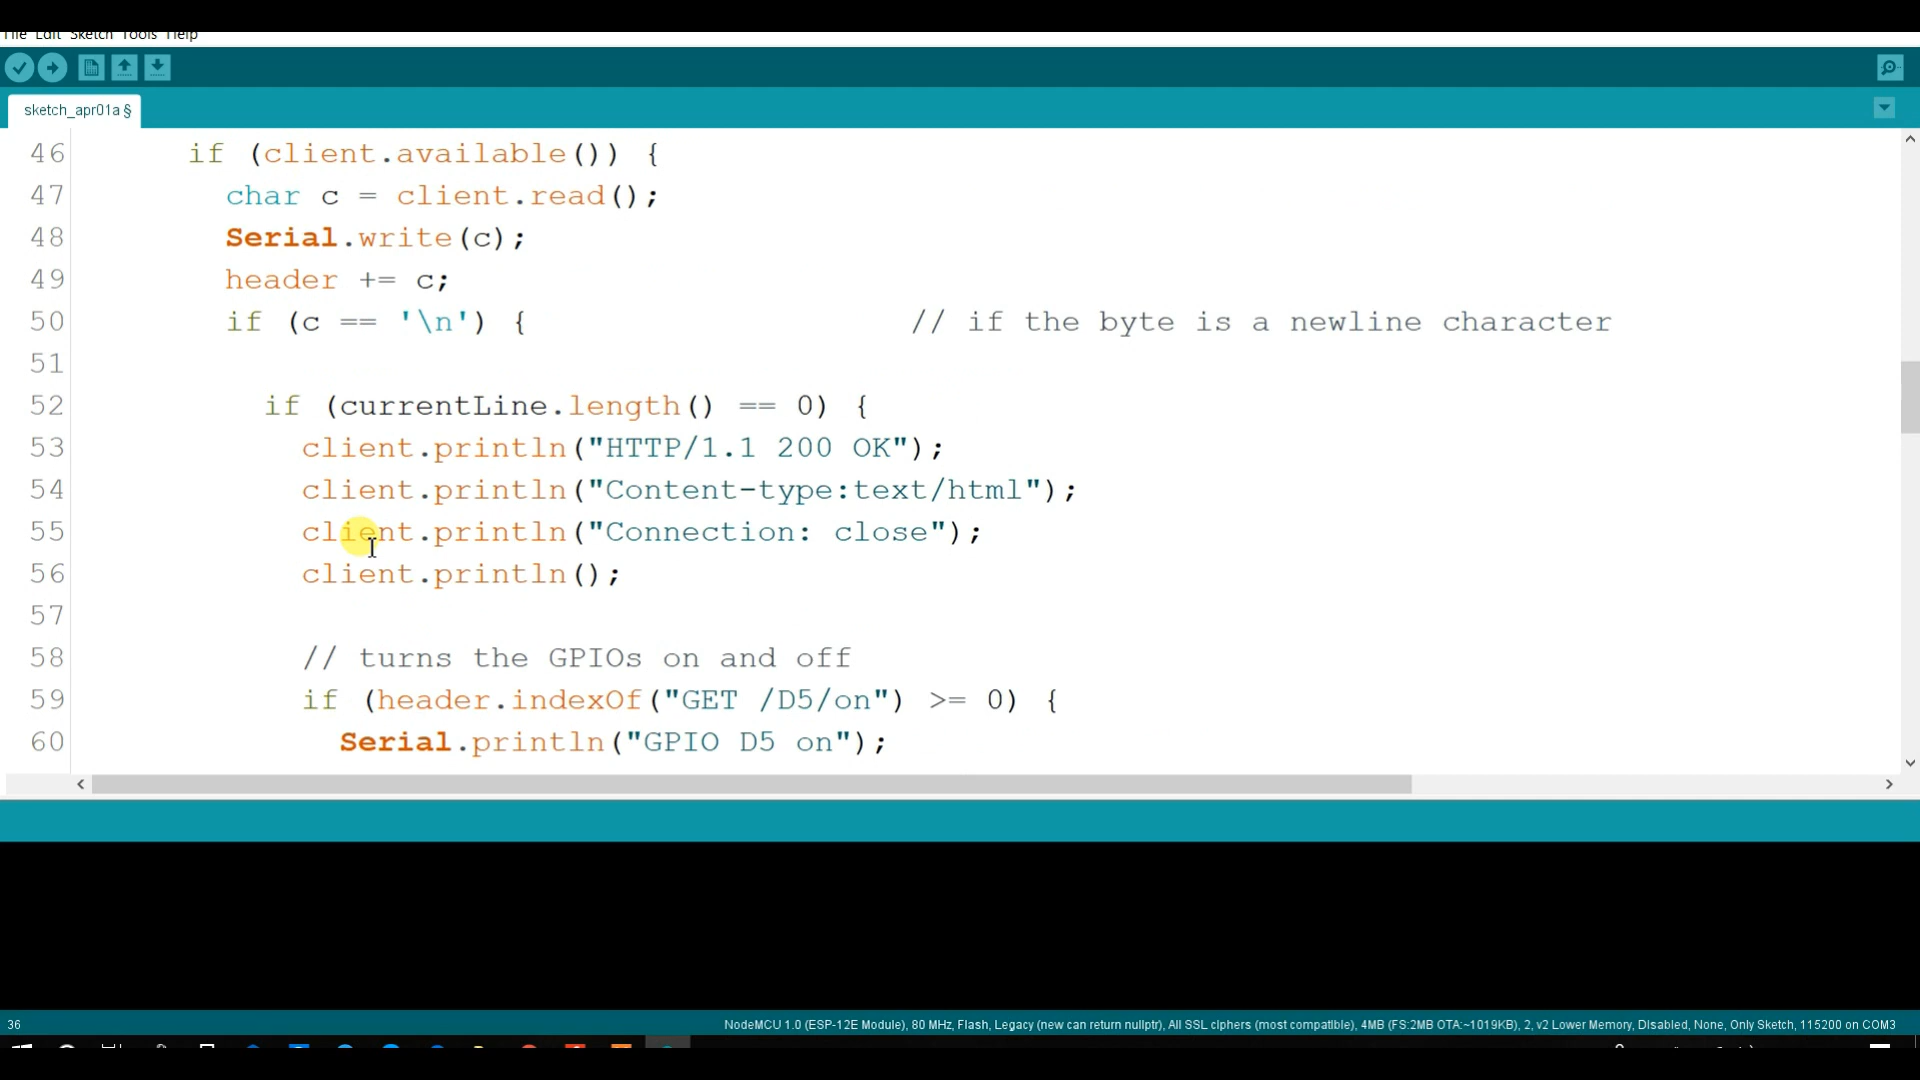 File Edit Sketch Tools Help
sketch_apr01a §
46 if (client.available()) {
47 char c = client.read();
48 Serial.write(c);
49 header += c;
50 if (c == '\n') { // if the byte is a newline character
51
52 if (currentLine.length() == 0) {
53 client.println("HTTP/1.1 200 OK");
54 client.println("Content-type:text/html");
55 client.println("Connection: close");
56 client.println();
57
58 // turns the GPIOs on and off
59 if (header.indexOf("GET /D5/on") >= 0) {
60 Serial.println("GPIO D5 on");
36 NodeMCU 1.0 (ESP-12E Module), 80 MHz, Flash, Legacy (new can return nullptr), All SSL ciphers (most compatible), 4MB (FS:2MB OTA:~1019KB), 2, v2 Lower Memory, Disabled, None, Only Sketch, 115200 on COM3